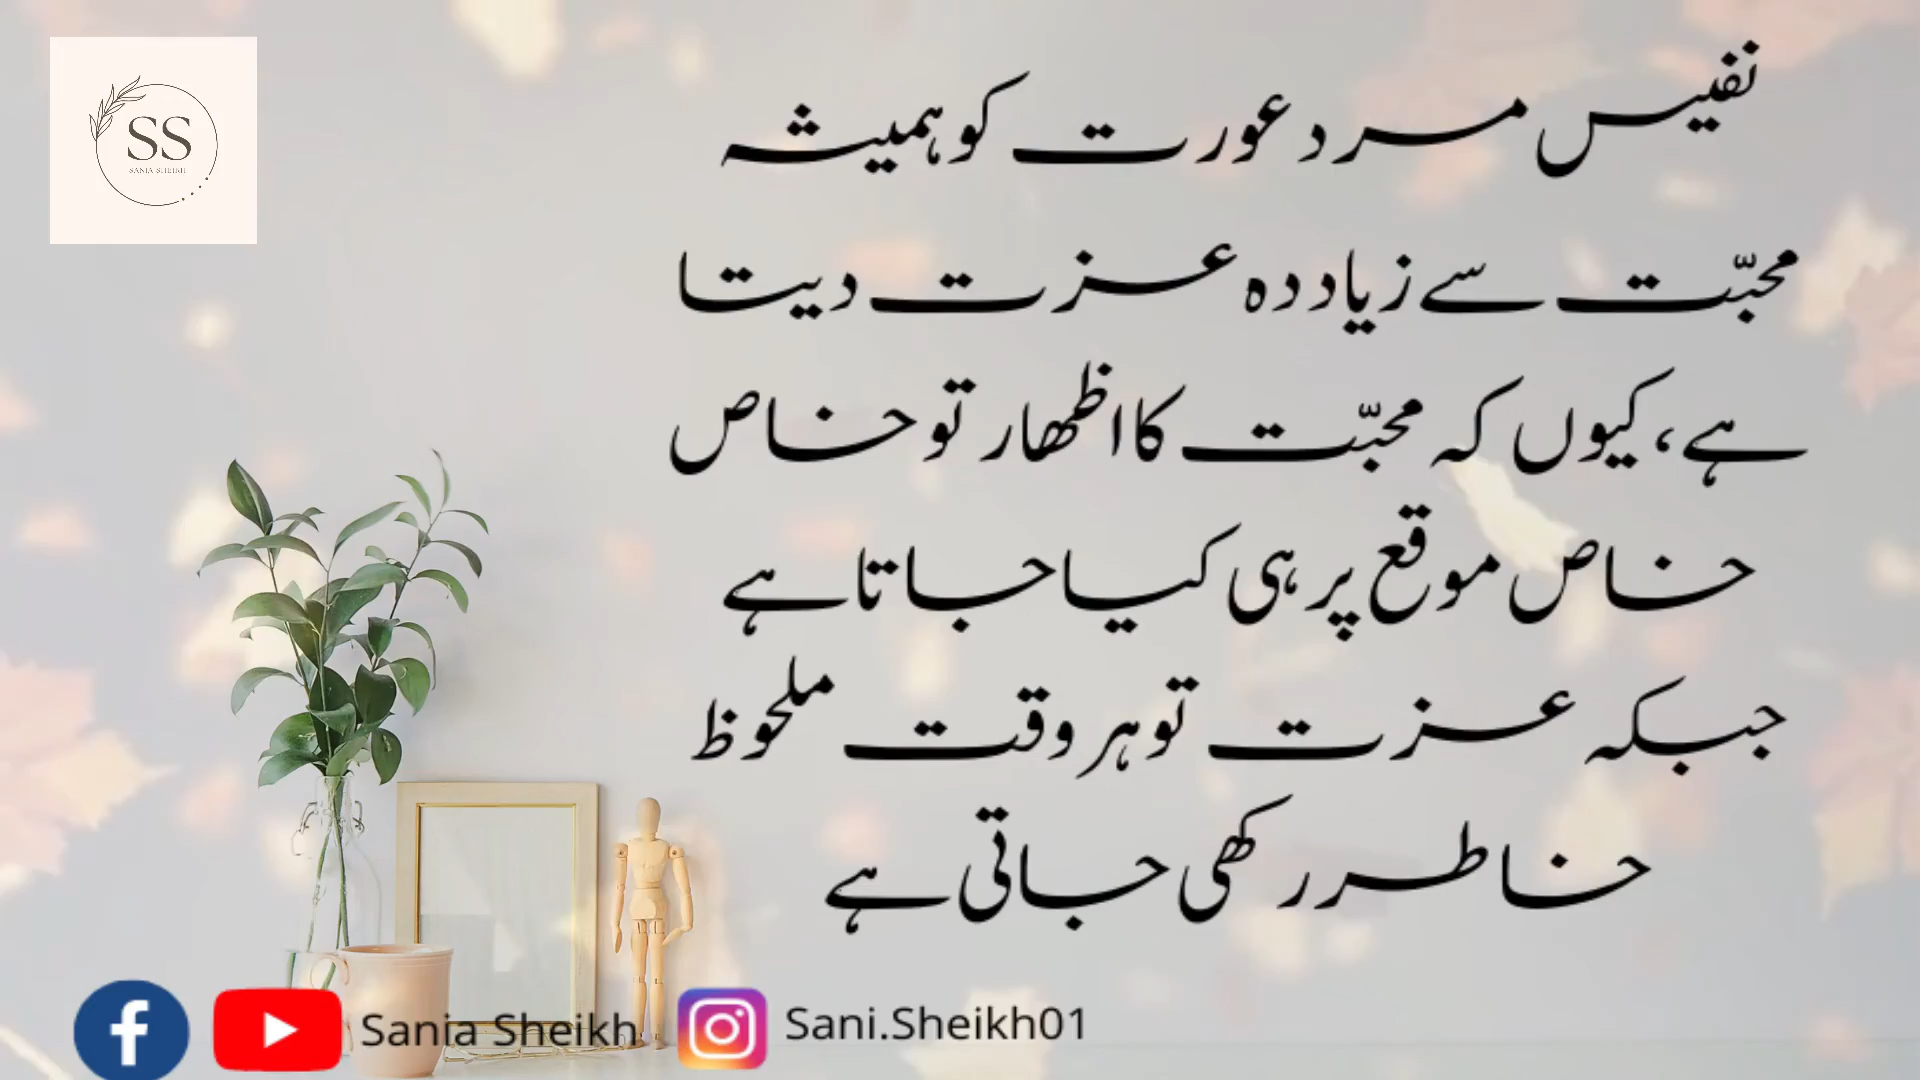 SS
SANIA SHEIKH
نفیس مرد عورت کو ہمیشہ
محبّت سے زیاددہ عزت دیتا
ہے، کیوں کہ محبّت کا اظھار تو خاص
خاص موقع پر ہی کیا جاتا ہے
جبکہ عزت تو ہر وقت ملحوظ
خاطر رکھی جاتی ہے
Sania Sheikh
Sani.Sheikh01